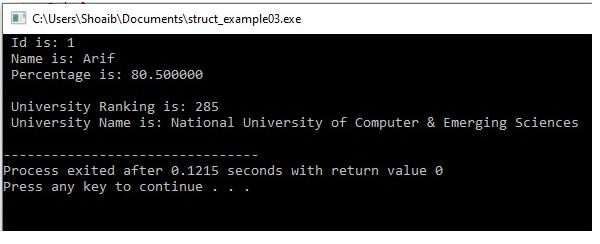 C:\Users\Shoaib\Documents\struct_example03.exe
Id is: 1
Name is: Arif
Percentage is: 80.500000
University Ranking is: 285
University Name is: National University of Computer & Emerging Sciences
--------------------------------
Process exited after 0.1215 seconds with return value 0
Press any key to continue . . .